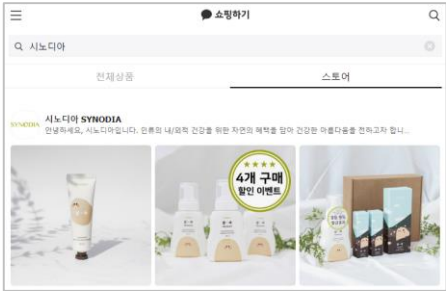 쇼핑하기
시노디아
전체상품
스토어
SYNODIA
시노디아 SYNODIA
안녕하세요, 시노디아입니다. 인류의 내/외적 건강을 위한 자연의 혜택을 담아 건강한 아름다움을 전하고자 합니...
★★★★
4개 구매
할인 이벤트